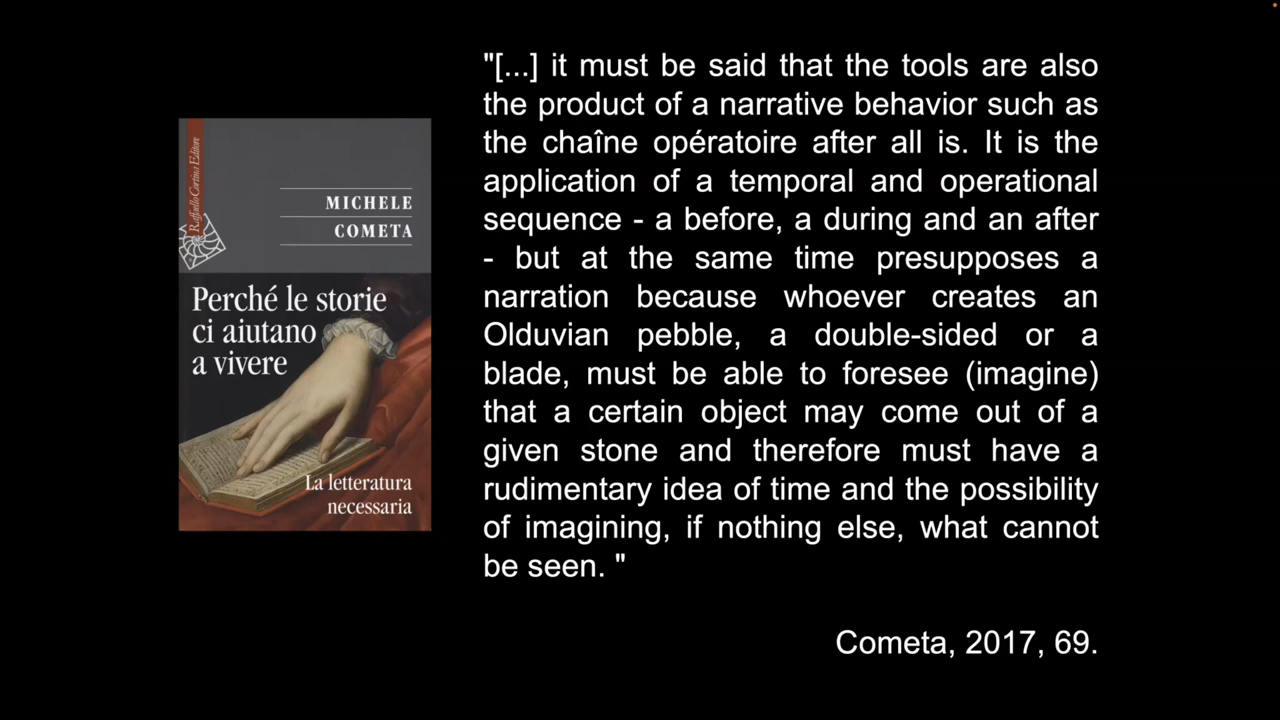 Raffaello Cortina Editore
MICHELE
COMETA
Perché le storie
ci aiutano
a vivere
La letteratura
necessaria
"[...] it must be said that the tools are also
the product of a narrative behavior such as
the chaîne opératoire after all is. It is the
application of a temporal and operational
sequence - a before, a during and an after
- but at the same time presupposes a
narration because whoever creates an
Olduvian pebble, a double-sided or a
blade, must be able to foresee (imagine)
that a certain object may come out of a
given stone and therefore must have a
rudimentary idea of time and the possibility
of imagining, if nothing else, what cannot
be seen. "
Cometa, 2017, 69.